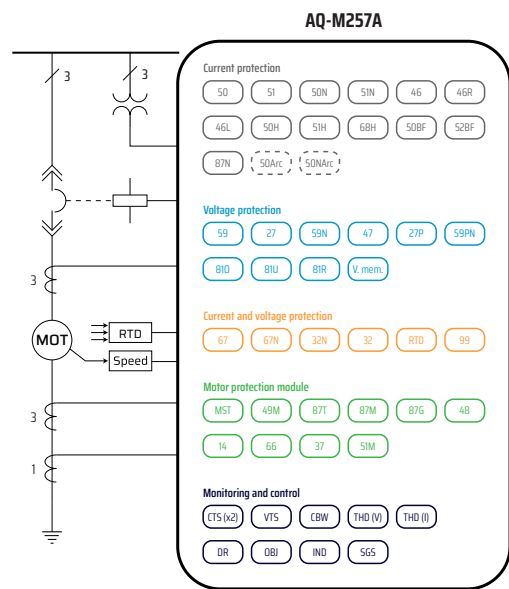 AQ-M257A
3
3
Current protection
50 51 50N 51N 46 46R
46L 50H 51H 68H 50BF 52BF
87N 50Arc 50NArc
Voltage protection
59 27 59N 47 27P 59PN
81O 81U 81R V. mem.
3
Current and voltage protection
67 67N 32N 32 RTD 99
MOT
RTD
Speed
Motor protection module
MST 49M 87T 87M 87G 48
3
14 66 37 51M
1
Monitoring and control
CTS (x2) VTS CBW THD (V) THD (I)
DR OBJ IND SGS